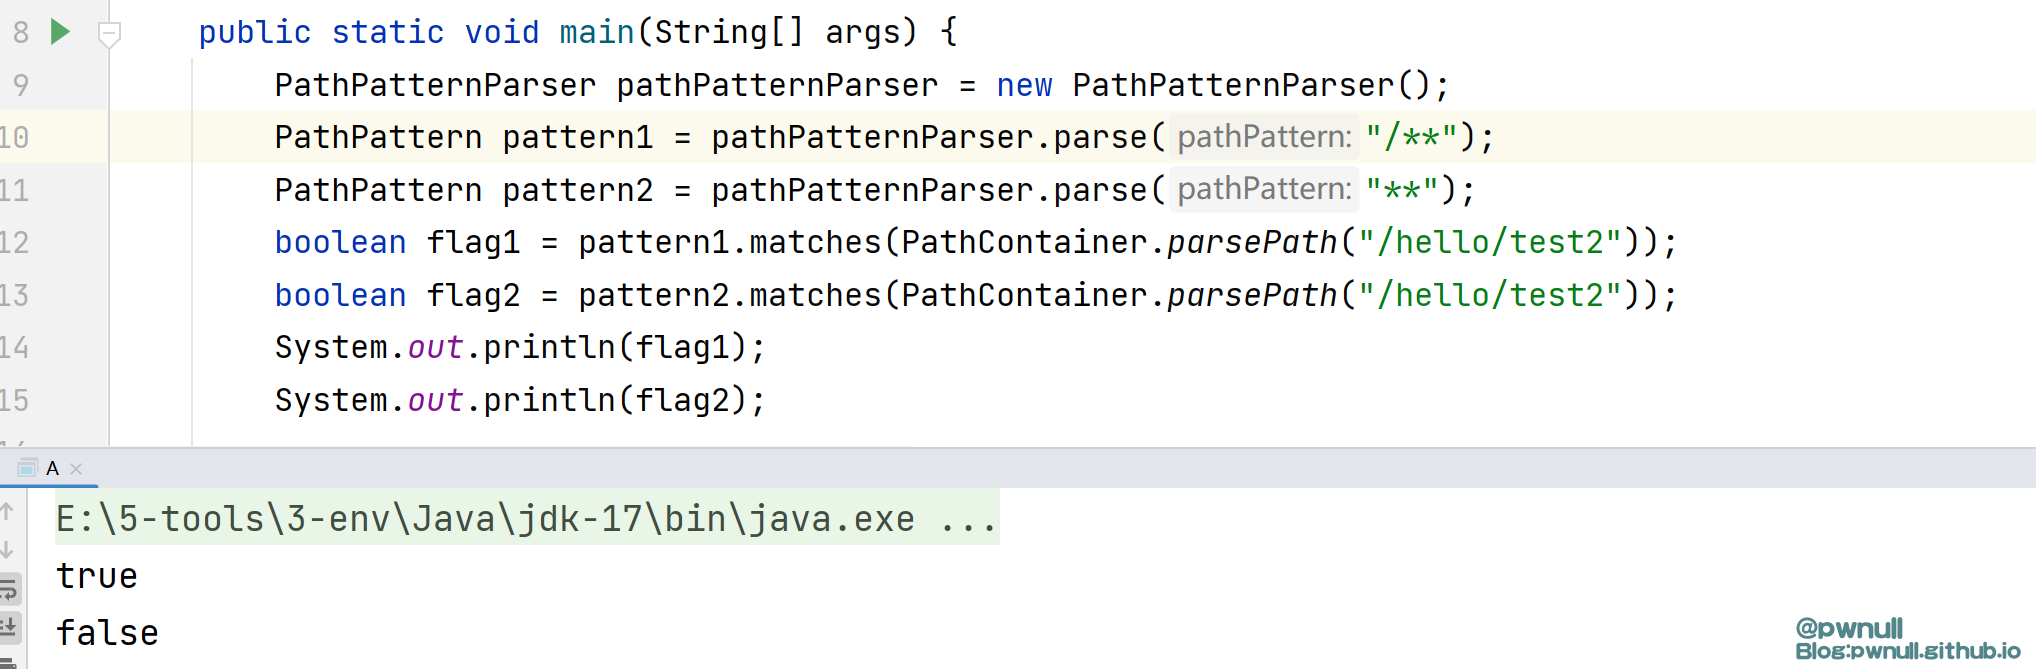 8 public static void main(String[] args) {
9 PathPatternParser pathPatternParser = new PathPatternParser();
10 PathPattern pattern1 = pathPatternParser.parse( pathPattern: "/**");
11 PathPattern pattern2 = pathPatternParser.parse( pathPattern: "**");
12 boolean flag1 = pattern1.matches(PathContainer.parsePath("/hello/test2"));
13 boolean flag2 = pattern2.matches(PathContainer.parsePath("/hello/test2"));
14 System.out.println(flag1);
15 System.out.println(flag2);
A ×
E:\5-tools\3-env\Java\jdk-17\bin\java.exe ...
true
false
@pwnull
Blog:pwnull.github.io